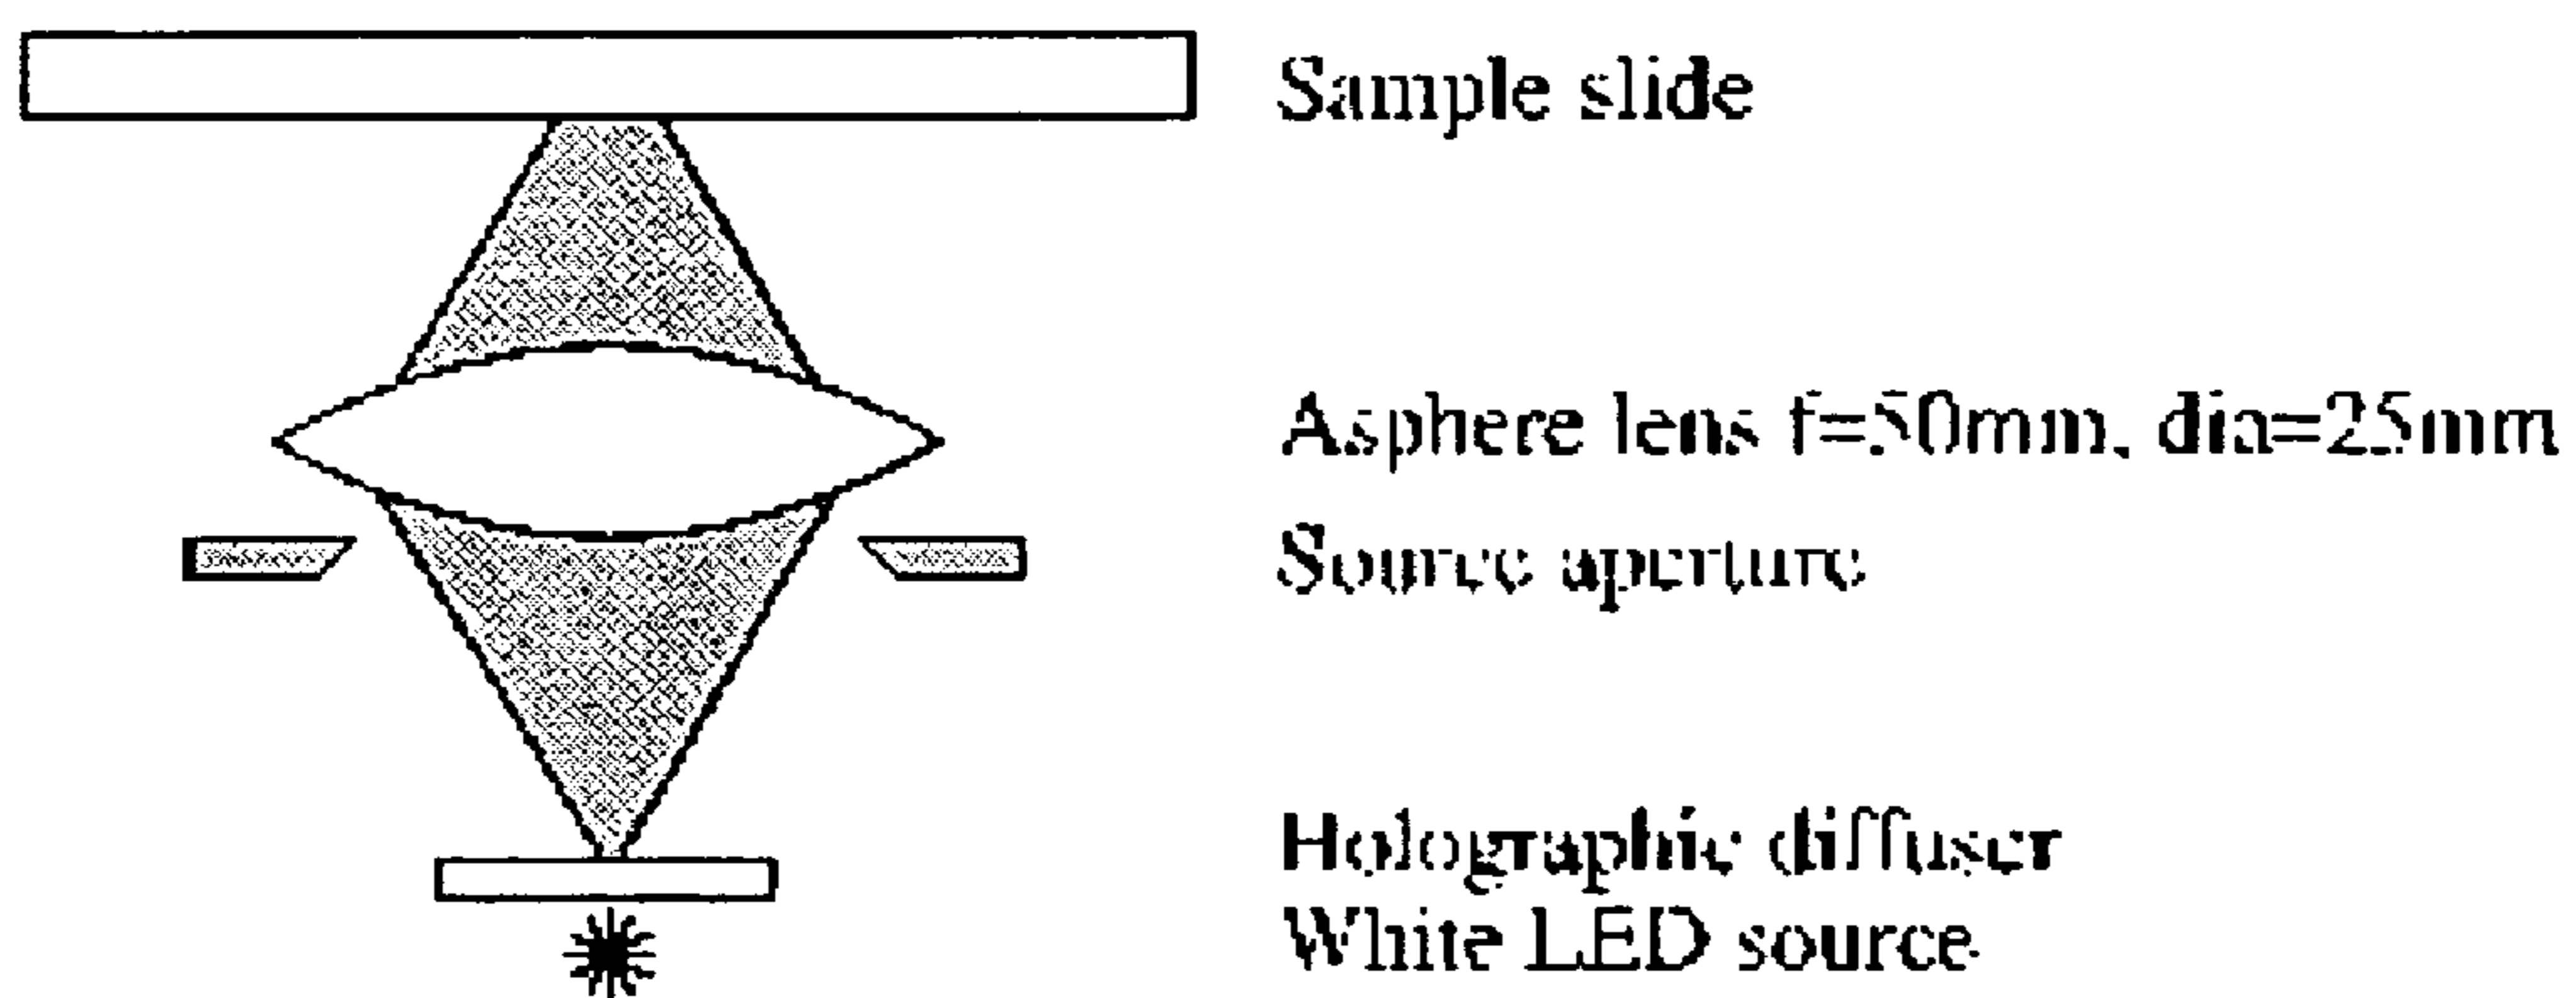 Sample slide
Asphere lens f=50mm, dia=25mm
Source aperture
Holographic diffuser
White LED source